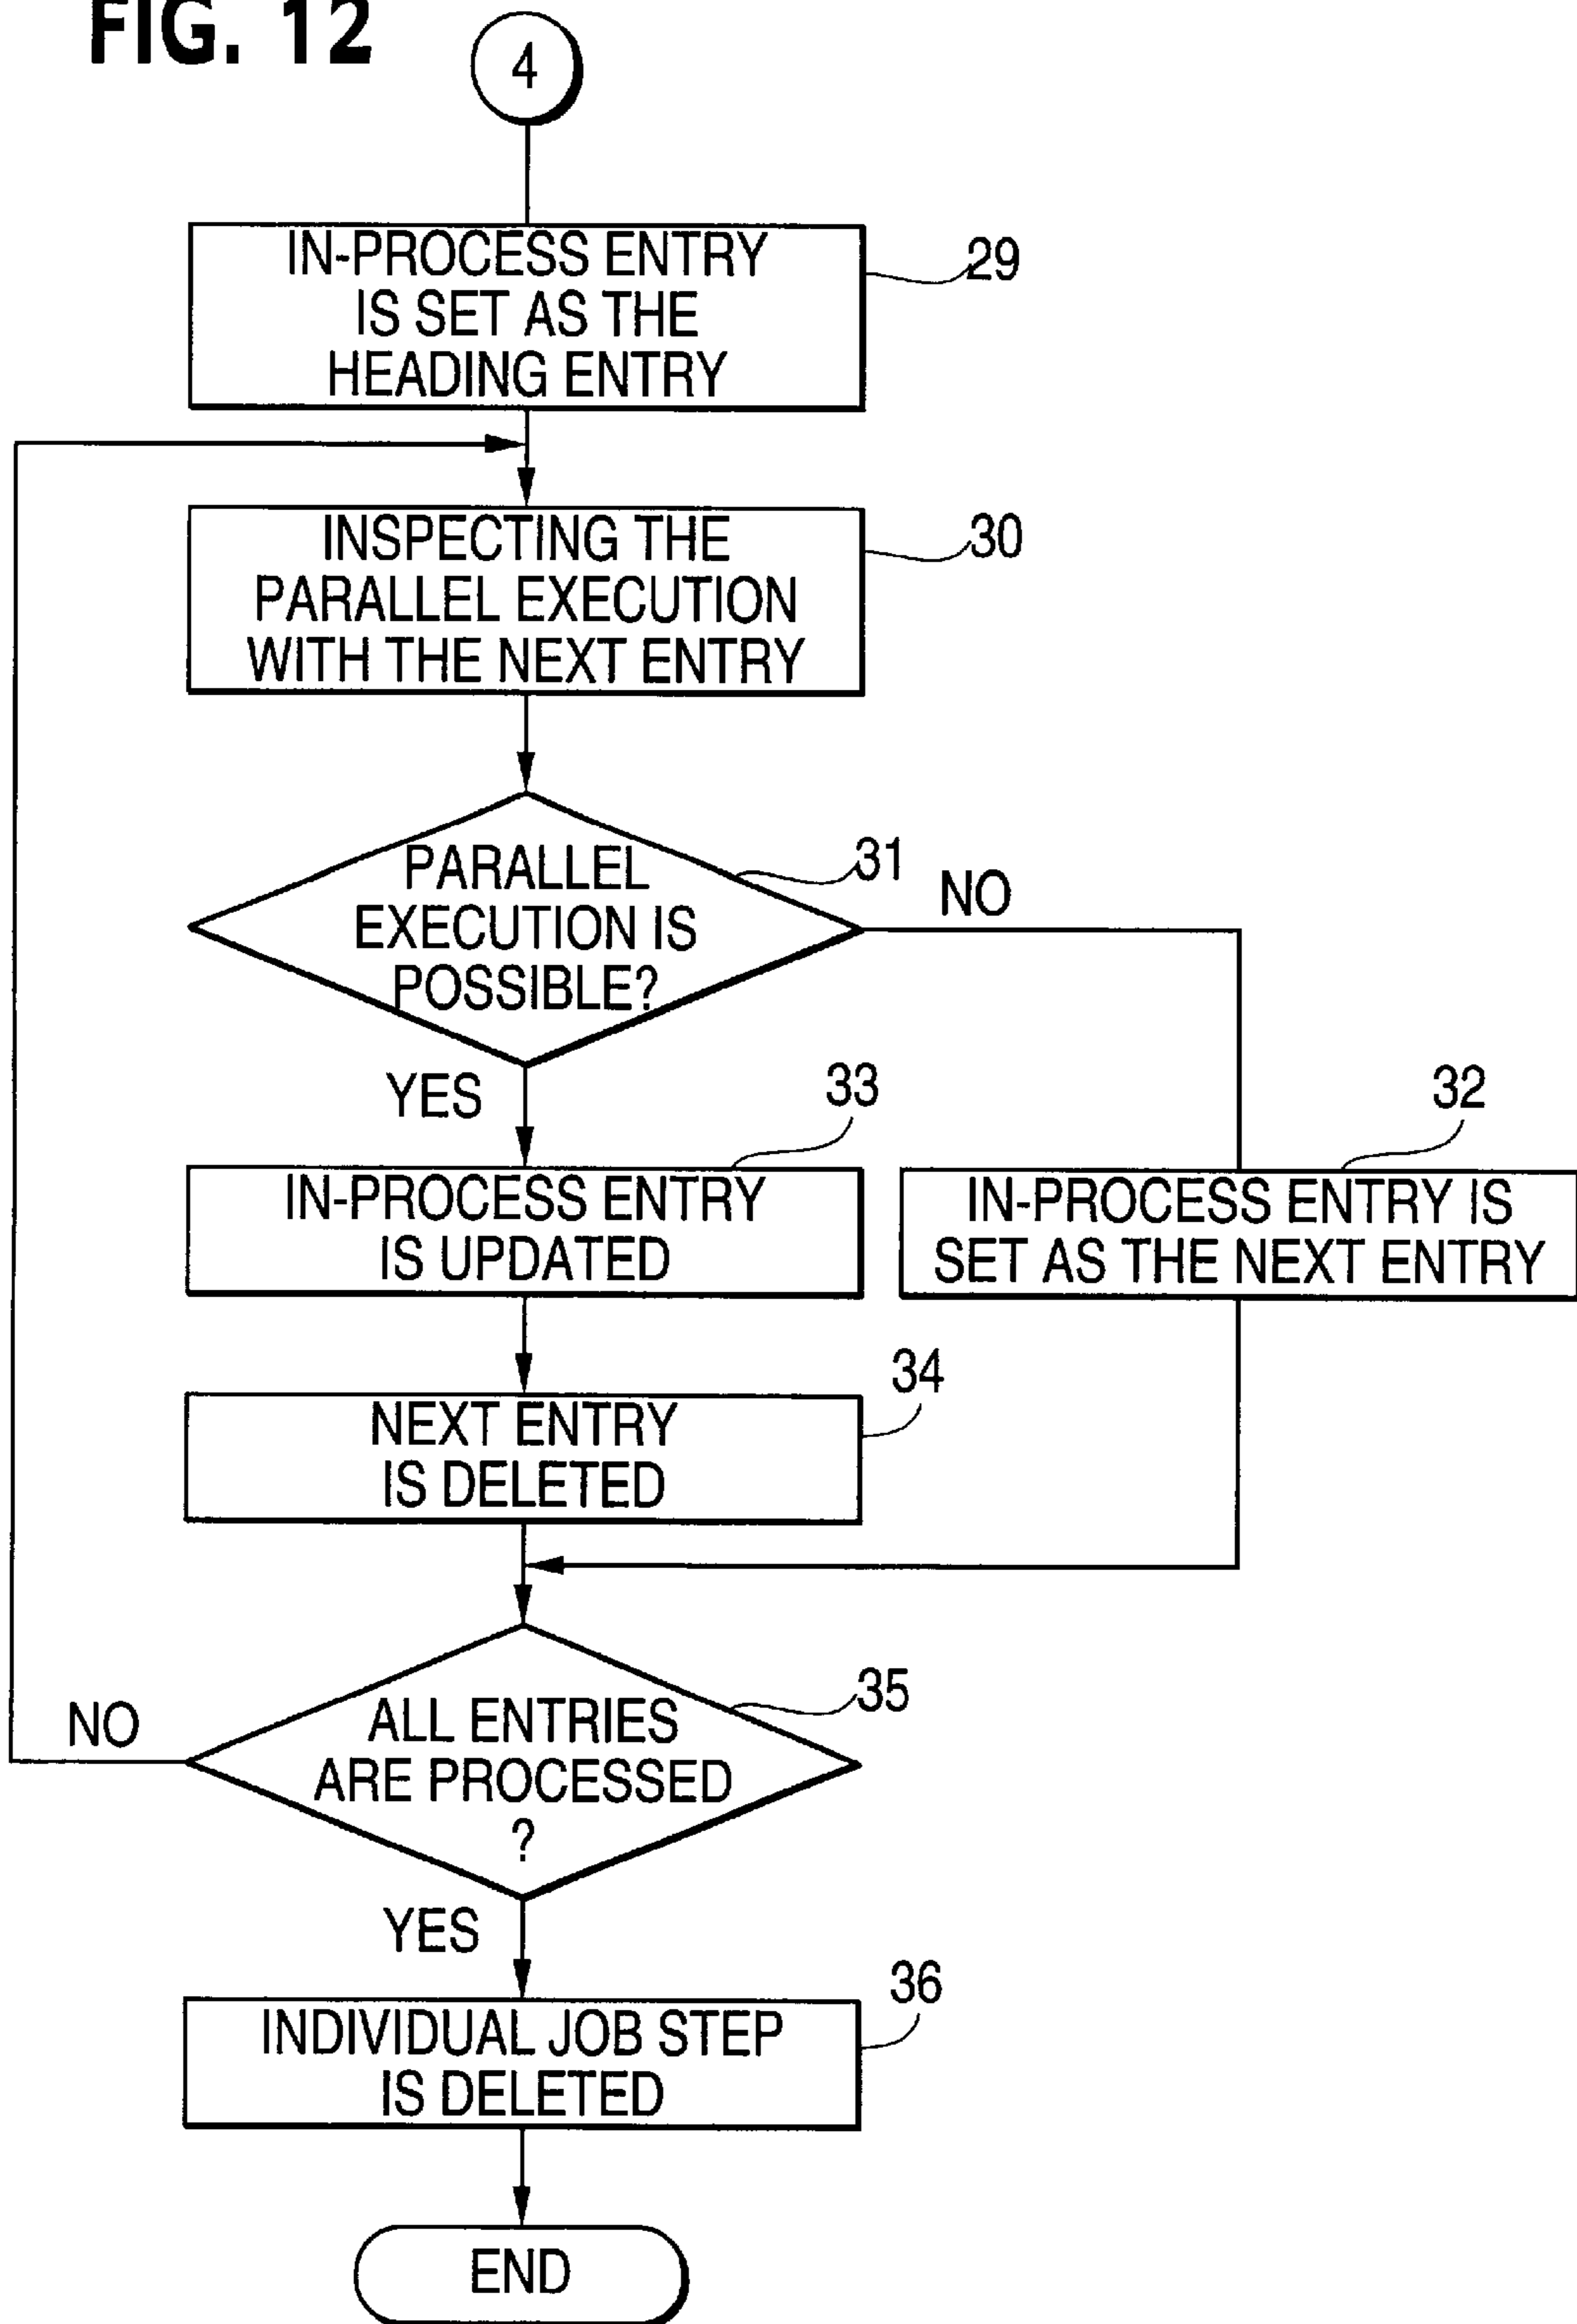 FIG. 12
4
IN-PROCESS ENTRY
IS SET AS THE
HEADING ENTRY
29
INSPECTING THE
PARALLEL EXECUTION
WITH THE NEXT ENTRY
30
PARALLEL
EXECUTION IS
POSSIBLE?
31
NO
YES
33
32
IN-PROCESS ENTRY
IS UPDATED
IN-PROCESS ENTRY IS
SET AS THE NEXT ENTRY
34
NEXT ENTRY
IS DELETED
35
NO
ALL ENTRIES
ARE PROCESSED
?
YES
36
INDIVIDUAL JOB STEP
IS DELETED
END